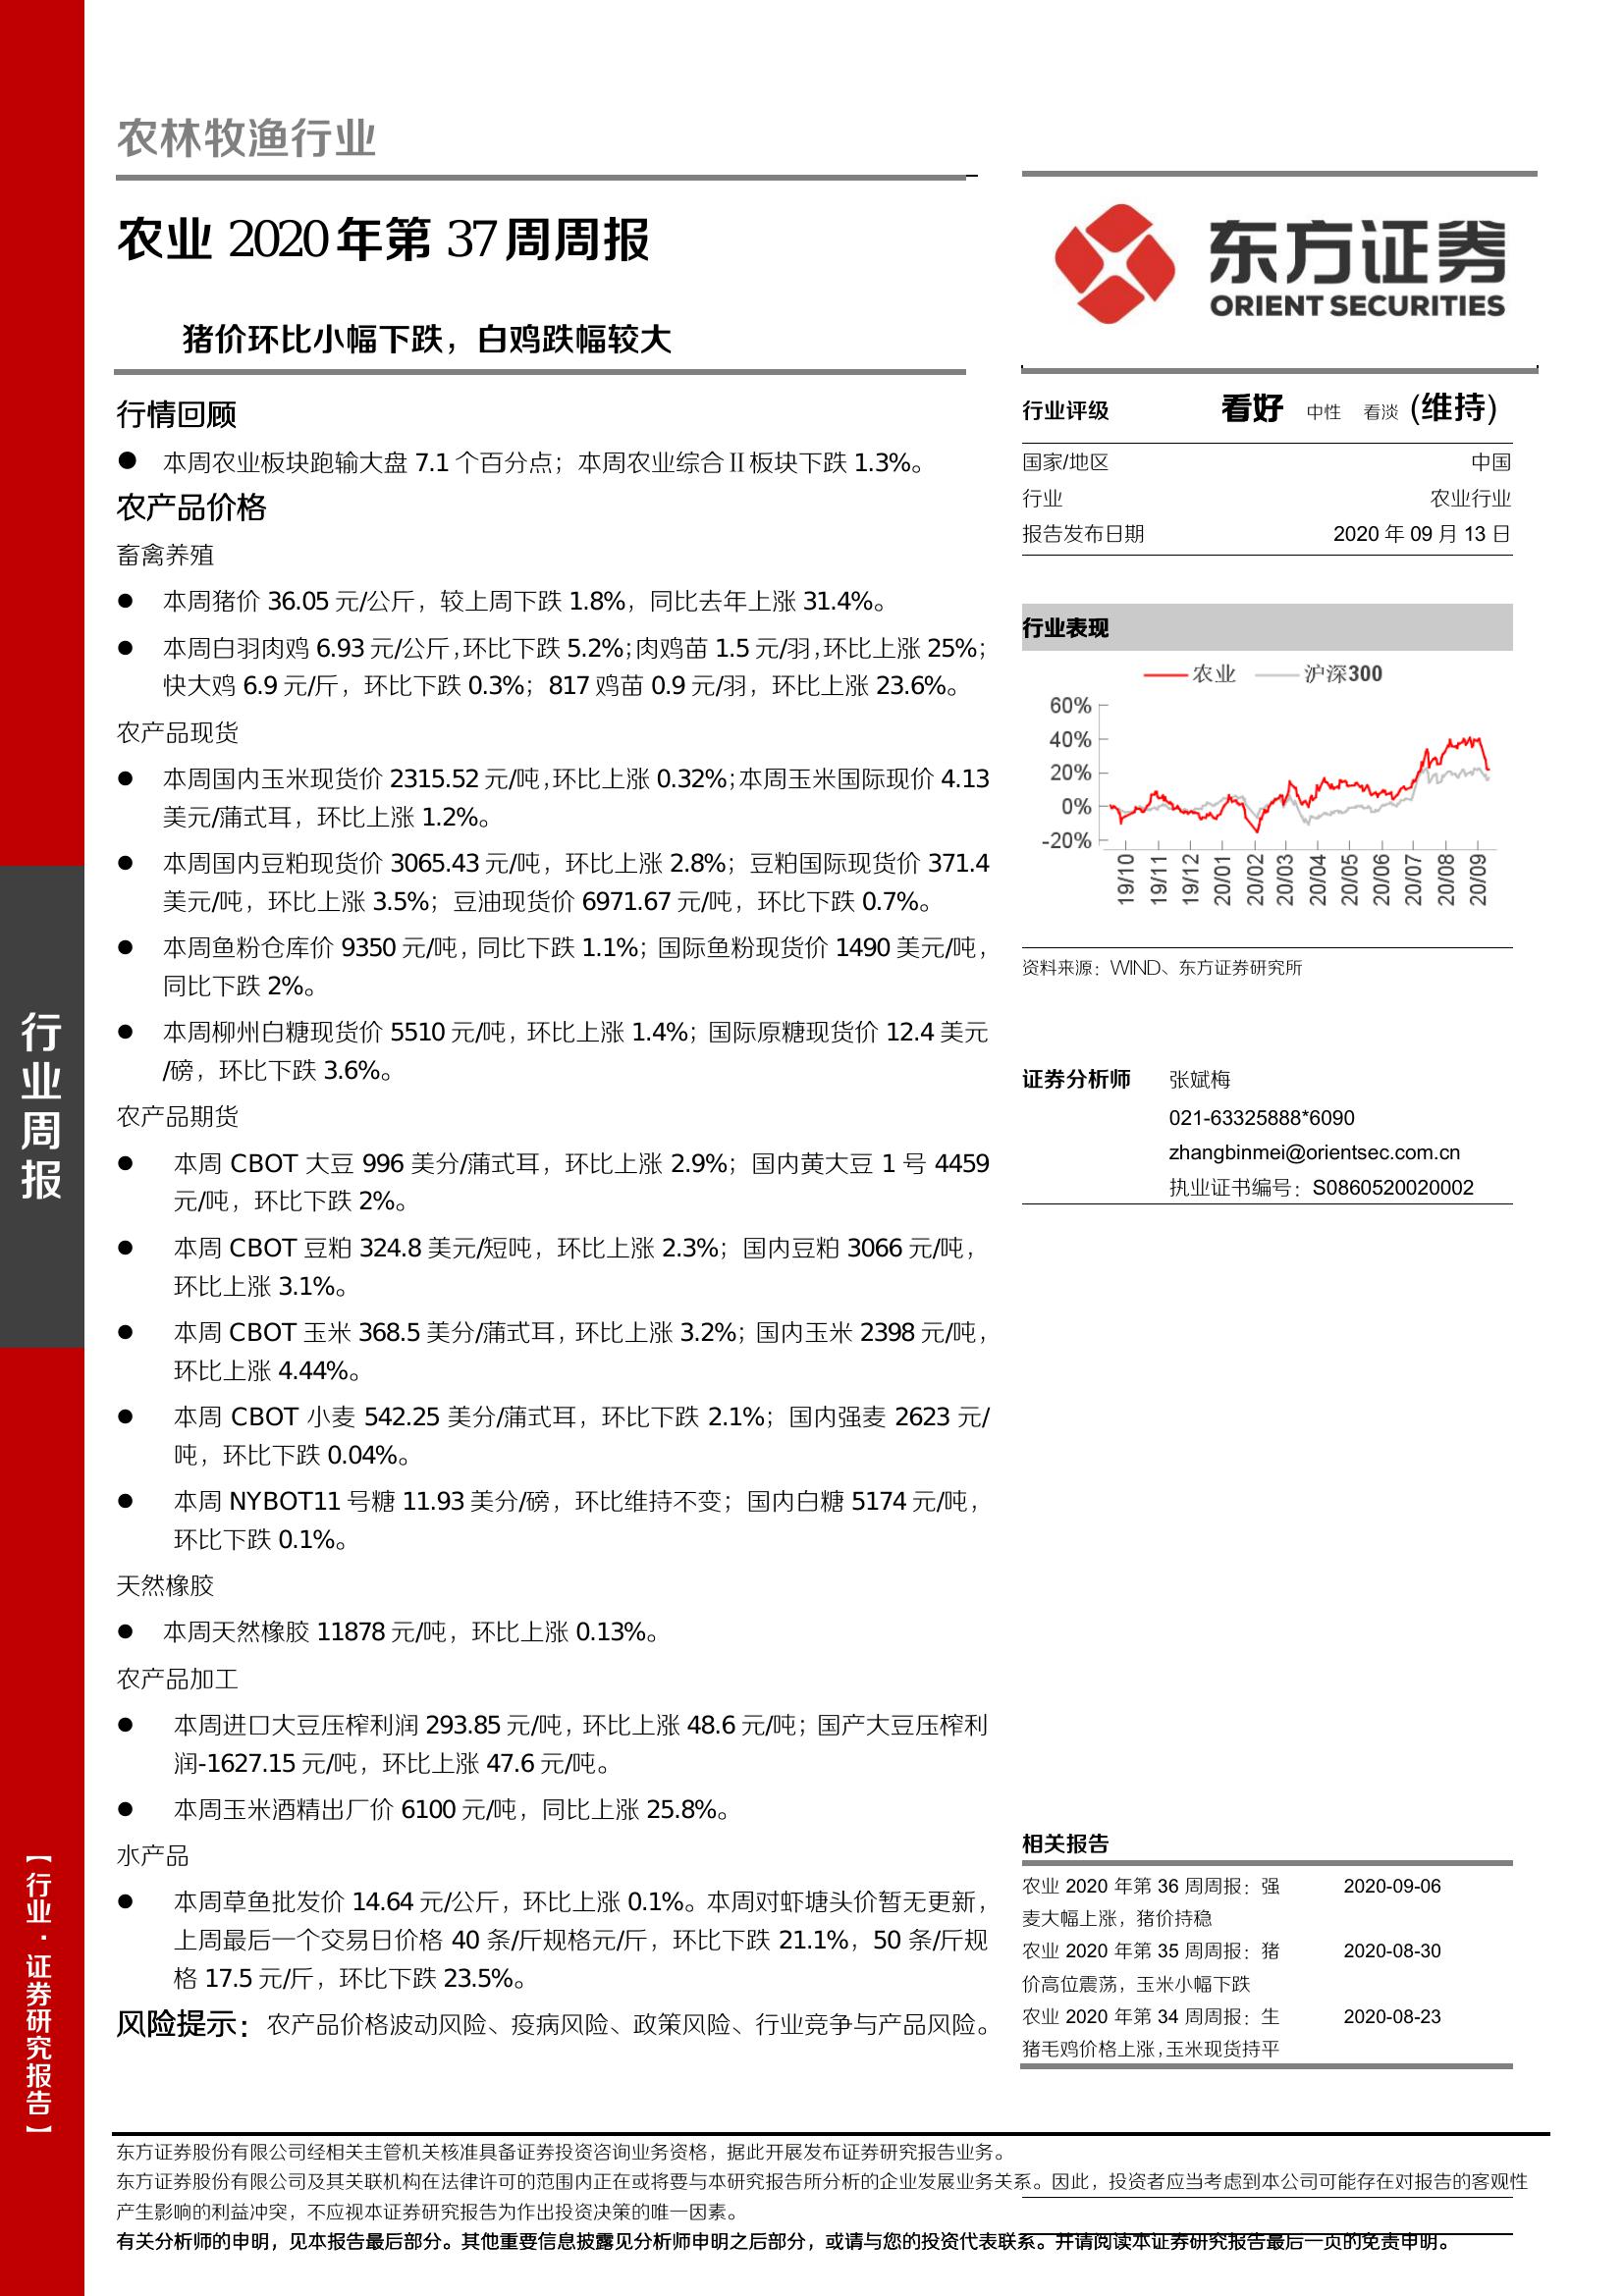 农林牧渔行业
农业 2020 年第 37 周周报
猪价环比小幅下跌，白鸡跌幅较大
行情回顾
● 本周农业板块跑输大盘 7.1 个百分点；本周农业综合Ⅱ板块下跌 1.3%。
农产品价格
畜禽养殖
● 本周猪价 36.05 元/公斤，较上周下跌 1.8%，同比去年上涨 31.4%。
● 本周白羽肉鸡 6.93 元/公斤，环比下跌 5.2%；肉鸡苗 1.5 元/羽，环比上涨 25%；
快大鸡 6.9 元/斤，环比下跌 0.3%；817 鸡苗 0.9 元/羽，环比上涨 23.6%。
农产品现货
● 本周国内玉米现货价 2315.52 元/吨，环比上涨 0.32%；本周玉米国际现价 4.13
美元/蒲式耳，环比上涨 1.2%。
● 本周国内豆粕现货价 3065.43 元/吨，环比上涨 2.8%；豆粕国际现货价 371.4
美元/吨，环比上涨 3.5%；豆油现货价 6971.67 元/吨，环比下跌 0.7%。
● 本周鱼粉仓库价 9350 元/吨，同比下跌 1.1%；国际鱼粉现货价 1490 美元/吨，
同比下跌 2%。
● 本周柳州白糖现货价 5510 元/吨，环比上涨 1.4%；国际原糖现货价 12.4 美元
/磅，环比下跌 3.6%。
农产品期货
● 本周 CBOT 大豆 996 美分/蒲式耳，环比上涨 2.9%；国内黄大豆 1 号 4459
元/吨，环比下跌 2%。
● 本周 CBOT 豆粕 324.8 美元/短吨，环比上涨 2.3%；国内豆粕 3066 元/吨，
环比上涨 3.1%。
● 本周 CBOT 玉米 368.5 美分/蒲式耳，环比上涨 3.2%；国内玉米 2398 元/吨，
环比上涨 4.44%。
● 本周 CBOT 小麦 542.25 美分/蒲式耳，环比下跌 2.1%；国内强麦 2623 元/
吨，环比下跌 0.04%。
● 本周 NYBOT11 号糖 11.93 美分/磅，环比维持不变；国内白糖 5174 元/吨，
环比下跌 0.1%。
天然橡胶
● 本周天然橡胶 11878 元/吨，环比上涨 0.13%。
农产品加工
● 本周进口大豆压榨利润 293.85 元/吨，环比上涨 48.6 元/吨；国产大豆压榨利
润-1627.15 元/吨，环比上涨 47.6 元/吨。
● 本周玉米酒精出厂价 6100 元/吨，同比上涨 25.8%。
水产品
● 本周草鱼批发价 14.64 元/公斤，环比上涨 0.1%。本周对虾塘头价暂无更新，
上周最后一个交易日价格 40 条/斤规格元/斤，环比下跌 21.1%，50 条/斤规
格 17.5 元/斤，环比下跌 23.5%。
风险提示：农产品价格波动风险、疫病风险、政策风险、行业竞争与产品风险。
东方证券
ORIENT SECURITIES
行业评级 看好 中性 看淡 (维持)
国家/地区 中国
行业 农业行业
报告发布日期 2020 年 09 月 13 日
行业表现
农业 沪深300
60%
40%
20%
0%
-20%
19/10 19/11 19/12 20/01 20/02 20/03 20/04 20/05 20/06 20/07 20/08 20/09
资料来源：WIND、东方证券研究所
证券分析师 张斌梅
021-63325888*6090
zhangbinmei@orientsec.com.cn
执业证书编号：S0860520020002
相关报告
农业 2020 年第 36 周周报：强 2020-09-06
麦大幅上涨，猪价持稳
农业 2020 年第 35 周周报：猪 2020-08-30
价高位震荡，玉米小幅下跌
农业 2020 年第 34 周周报：生 2020-08-23
猪毛鸡价格上涨，玉米现货持平
行业周报
【行业·证券研究报告】
东方证券股份有限公司经相关主管机关核准具备证券投资咨询业务资格，据此开展发布证券研究报告业务。
东方证券股份有限公司及其关联机构在法律许可的范围内正在或将要与本研究报告所分析的企业发展业务关系。因此，投资者应当考虑到本公司可能存在对报告的客观性
产生影响的利益冲突，不应视本证券研究报告为作出投资决策的唯一因素。
有关分析师的申明，见本报告最后部分。其他重要信息披露见分析师申明之后部分，或请与您的投资代表联系。并请阅读本证券研究报告最后一页的免责申明。